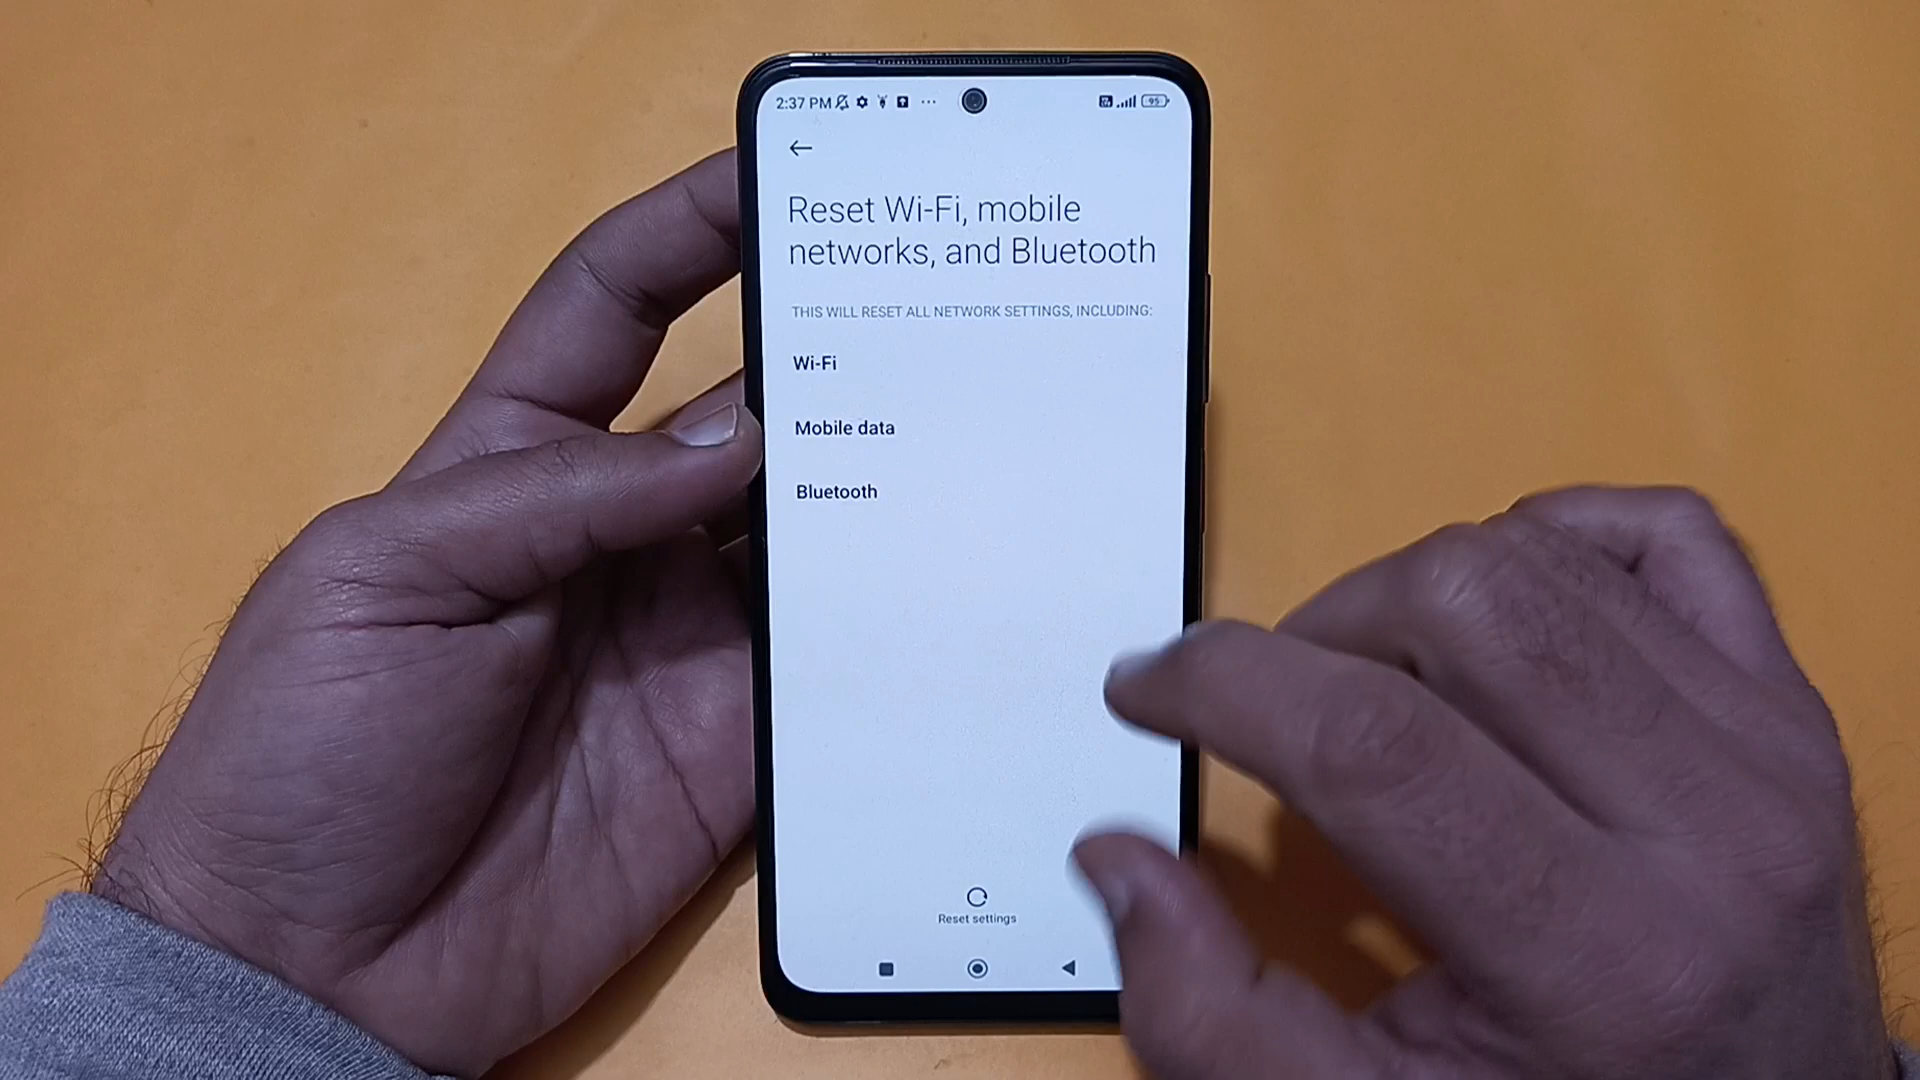 2:37 PM
95
Reset Wi-Fi, mobile
networks, and Bluetooth
THIS WILL RESET ALL NETWORK SETTINGS, INCLUDING:
Wi-Fi
Mobile data
Bluetooth
Reset settings